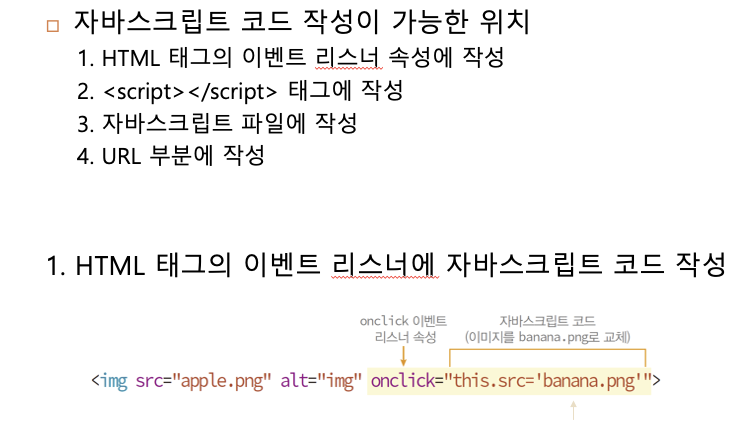 □ 자바스크립트 코드 작성이 가능한 위치
1. HTML 태그의 이벤트 리스너 속성에 작성
2. <script></script> 태그에 작성
3. 자바스크립트 파일에 작성
4. URL 부분에 작성
1. HTML 태그의 이벤트 리스너에 자바스크립트 코드 작성
onclick 이벤트
리스너 속성
자바스크립트 코드
(이미지를 banana.png로 교체)
<img src="apple.png" alt="img" onclick="this.src='banana.png'">